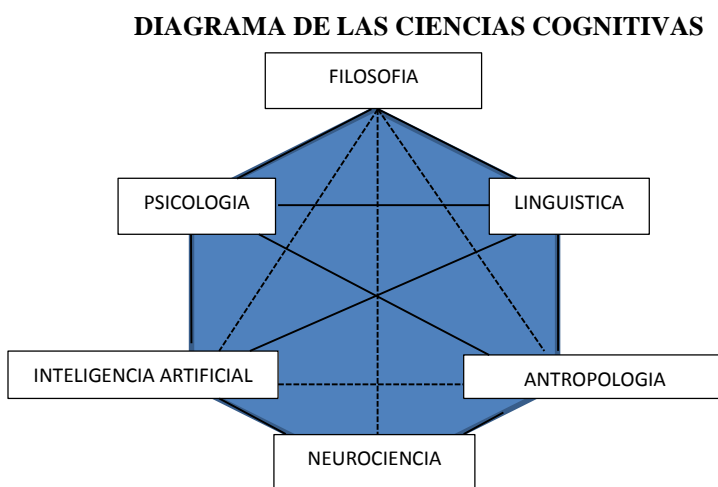 DIAGRAMA DE LAS CIENCIAS COGNITIVAS
FILOSOFIA
PSICOLOGIA
LINGUISTICA
INTELIGENCIA ARTIFICIAL
ANTROPOLOGIA
NEUROCIENCIA